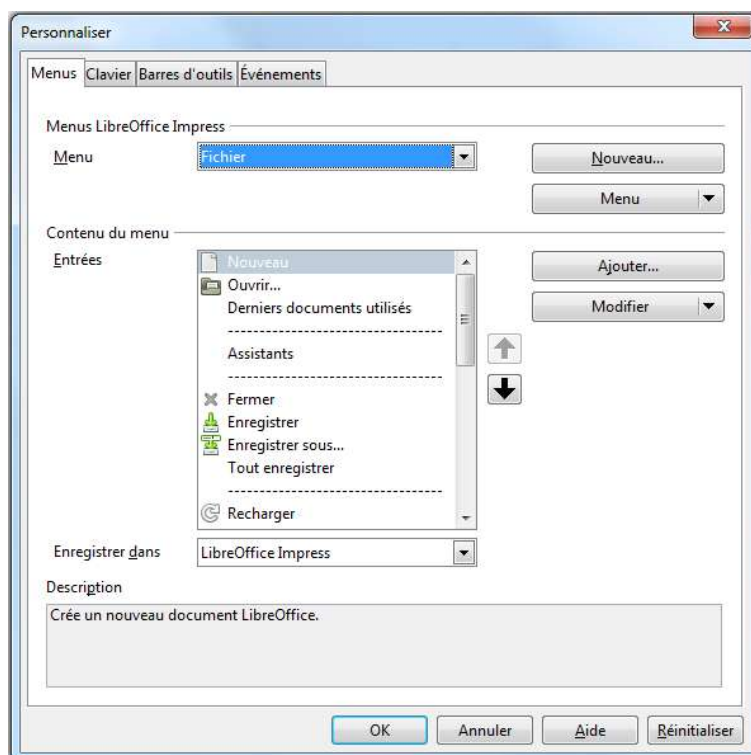 Personnaliser
Menus Clavier Barres d'outils Événements
Menus LibreOffice Impress
Menu Fichier Nouveau...
Menu
Contenu du menu
Entrées Nouveau Ajouter...
Ouvrir...
Derniers documents utilisés Modifier
----------------------------------
Assistants
----------------------------------
Fermer
Enregistrer
Enregistrer sous...
Tout enregistrer
----------------------------------
Recharger
Enregistrer dans LibreOffice Impress
Description
Crée un nouveau document LibreOffice.
OK Annuler Aide Réinitialiser